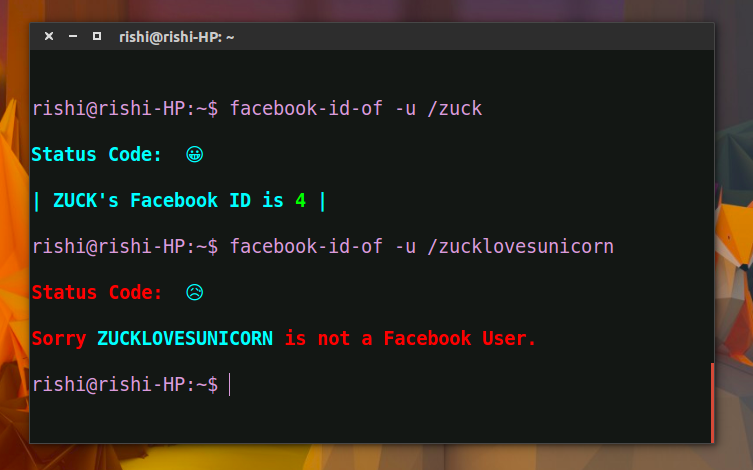 rishi@rishi-HP: ~
rishi@rishi-HP:~$ facebook-id-of -u /zuck
Status Code: 😀
| ZUCK's Facebook ID is 4 |
rishi@rishi-HP:~$ facebook-id-of -u /zucklovesunicorn
Status Code: 😥
Sorry ZUCKLOVESUNICORN is not a Facebook User.
rishi@rishi-HP:~$